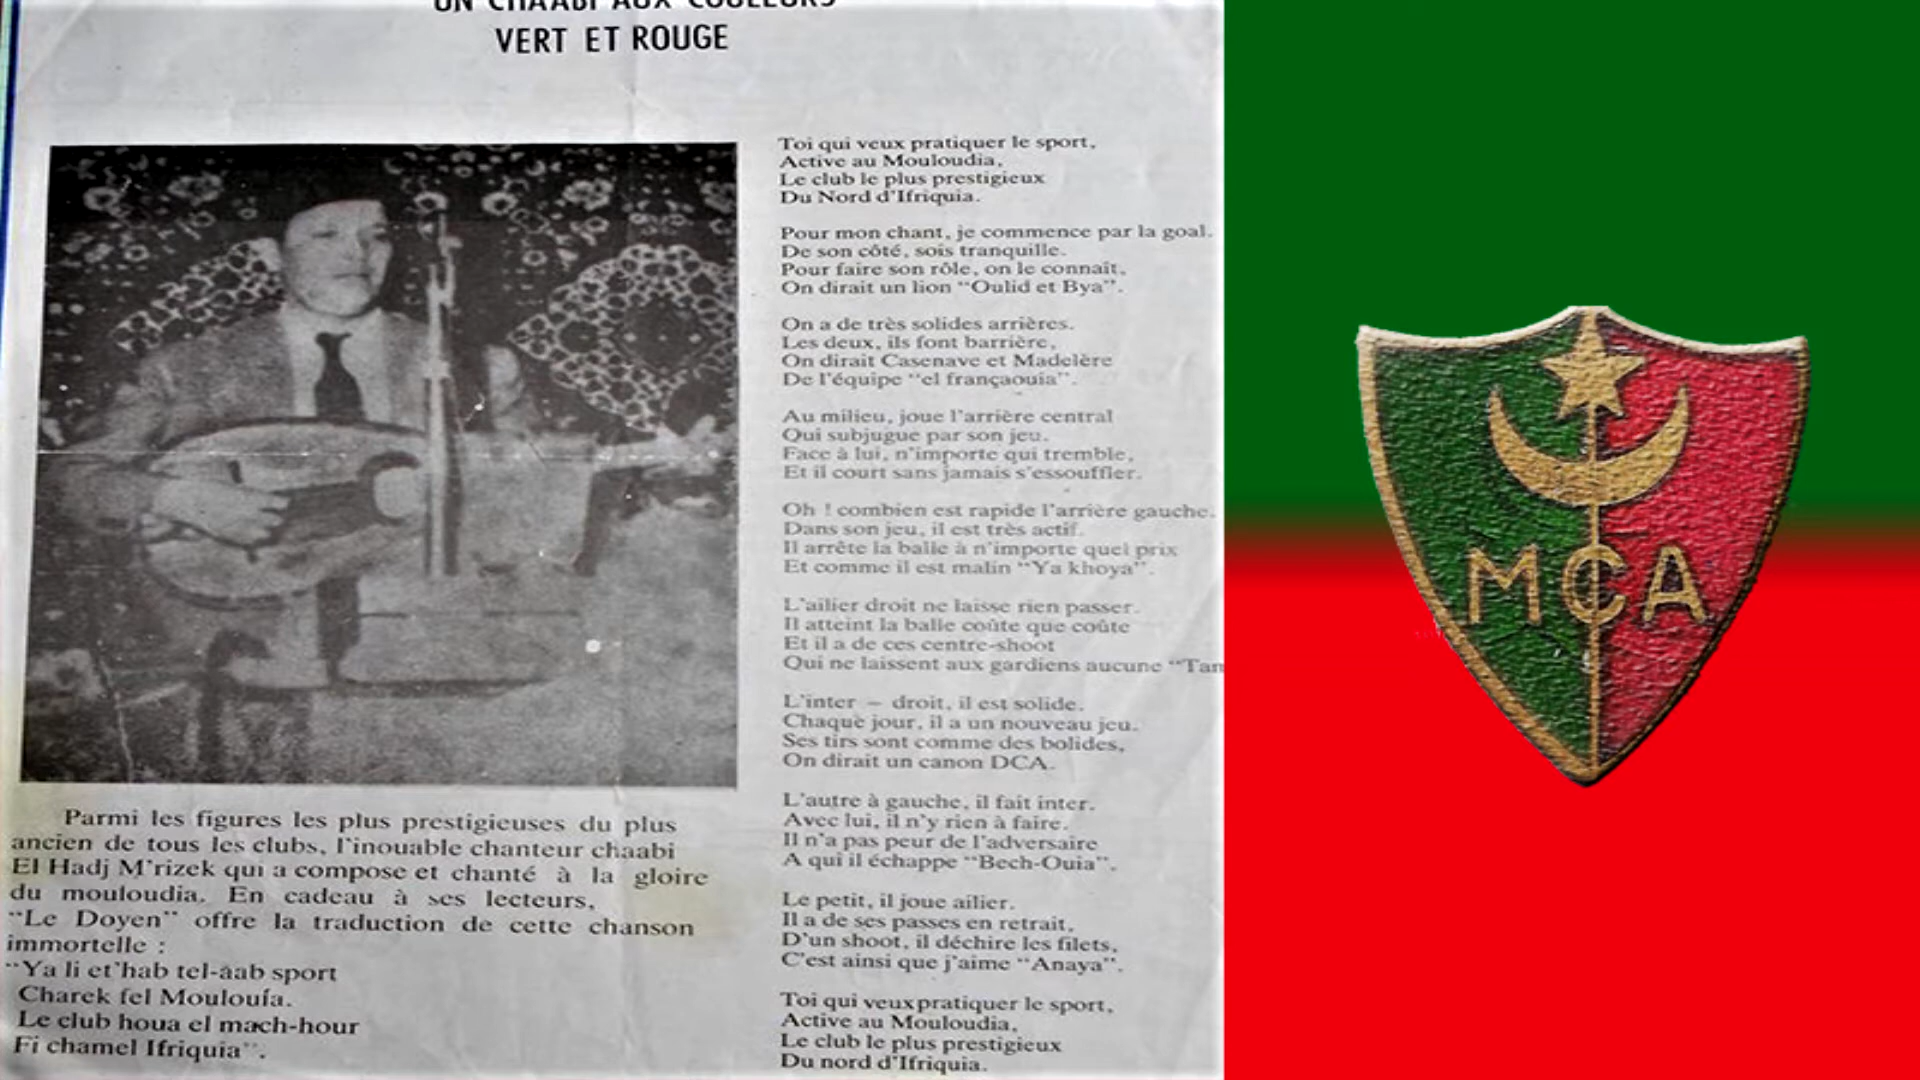 UN CHAABI AUX COULEURS
VERT ET ROUGE
Parmi les figures les plus prestigieuses du plus
ancien de tous les clubs, l'inouable chanteur chaabi
El Hadj M'rizek qui a compose et chanté à la gloire
du mouloudia. En cadeau à ses lecteurs,
"Le Doyen" offre la traduction de cette chanson
immortelle :
"Ya li et'hab tel-āab sport
Charek fel Moulouía.
Le club houa el mach-hour
Fi chamel Ifriquia".
Toi qui veux pratiquer le sport,
Active au Mouloudia,
Le club le plus prestigieux
Du Nord d'Ifriquia.
Pour mon chant, je commence par la goal.
De son côté, sois tranquille.
Pour faire son rôle, on le connaît,
On dirait un lion "Oulid et Bya".
On a de très solides arrières.
Les deux, ils font barrière,
On dirait Casenave et Madelère
De l'équipe "el françaouia".
Au milieu, joue l'arrière central
Qui subjugue par son jeu.
Face à lui, n'importe qui tremble,
Et il court sans jamais s'essouffler.
Oh ! combien est rapide l'arrière gauche.
Dans son jeu, il est très actif.
Il arrête la balle à n'importe quel prix
Et comme il est malin "Ya khoya".
L'ailier droit ne laisse rien passer.
Il atteint la balle coûte que coûte
Et il a de ces centre-shoot
Qui ne laissent aux gardiens aucune "Tan
L'inter – droit, il est solide.
Chaque jour, il a un nouveau jeu.
Ses tirs sont comme des bolides,
On dirait un canon DCA.
L'autre à gauche, il fait inter.
Avec lui, il n'y rien à faire.
Il n'a pas peur de l'adversaire
A qui il échappe "Bech-Ouia".
Le petit, il joue ailier.
Il a de ses passes en retrait,
D'un shoot, il déchire les filets,
C'est ainsi que j'aime "Anaya".
Toi qui veux pratiquer le sport,
Active au Mouloudia,
Le club le plus prestigieux
Du nord d'Ifriquia.
MCA